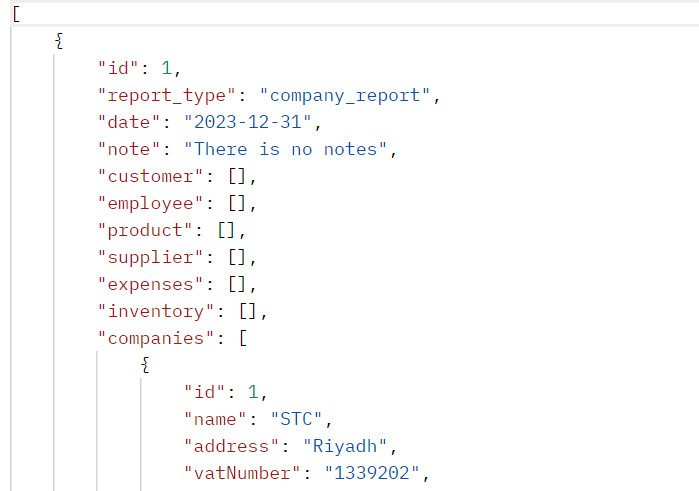 [
{
"id": 1,
"report_type": "company_report",
"date": "2023-12-31",
"note": "There is no notes",
"customer": [],
"employee": [],
"product": [],
"supplier": [],
"expenses": [],
"inventory": [],
"companies": [
{
"id": 1,
"name": "STC",
"address": "Riyadh",
"vatNumber": "1339202",